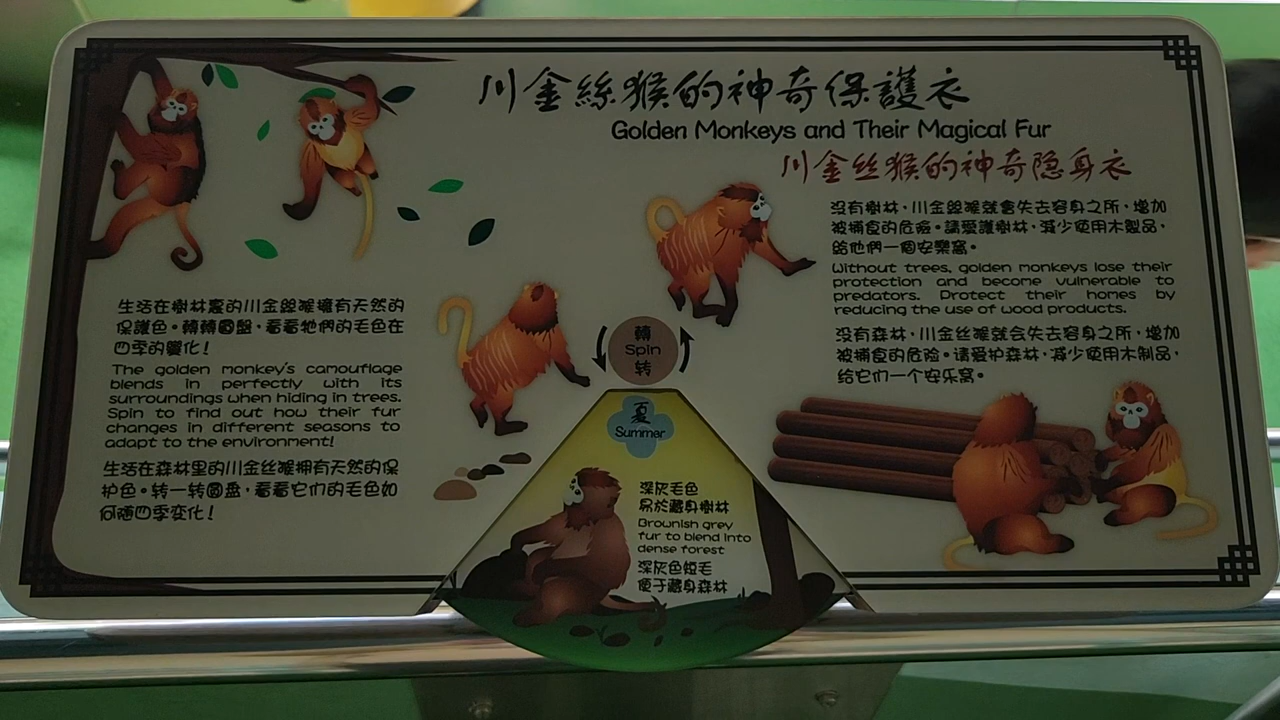 川金絲猴的神奇保護衣
Golden Monkeys and Their Magical Fur
川金丝猴的神奇隐身衣
生活在樹林裏的川金絲猴擁有天然的
保護色。轉轉圓盤，看看牠們的毛色在
四季的變化！
The golden monkey's camouflage
blends in perfectly with its
surroundings when hiding in trees.
Spin to find out how their fur
changes in different seasons to
adapt to the environment!
生活在森林里的川金丝猴拥有天然的保
护色。转一转圆盘，看看它们的毛色如
何随四季变化！
轉
Spin
转
夏
Summer
深灰毛色
易於藏身樹林
Brownish grey
fur to blend into
dense forest
深灰色短毛
便于藏身森林
沒有樹林，川金絲猴就會失去容身之所，增加
被捕食的危險。請愛護樹林，減少使用木製品，
給他們一個安樂窩。
Without trees, golden monkeys lose their
protection and become vulnerable to
predators. Protect their homes by
reducing the use of wood products.
没有森林，川金丝猴就会失去容身之所，增加
被捕食的危险。请爱护森林，减少使用木制品，
给它们一个安乐窝。